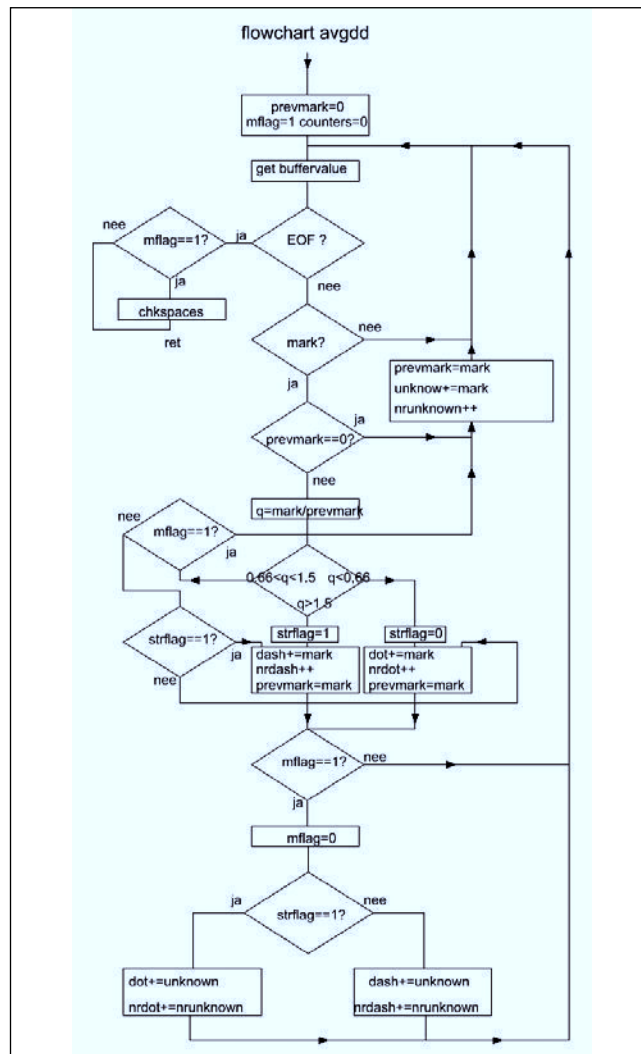 flowchart avgdd
prevmark=0
mflag=1 counters=0
get buffervalue
nee
mflag==1?
ja
EOF ?
ja
nee
chkspaces
ret
mark?
nee
prevmark=mark
unknow+=mark
nrunknown++
ja
prevmark==0?
ja
nee
q=mark/prevmark
nee
mflag==1?
ja
0,66<q<1.5 q<0,66
q>1.5
strflag=1
strflag=0
strflag==1?
ja
nee
dash+=mark
nrdash++
prevmark=mark
dot+=mark
nrdot++
prevmark=mark
mflag==1?
nee
ja
mflag=0
ja
nee
strflag==1?
dot+=unknown
nrdot+=nrunknown
dash+=unknown
nrdash+=nrunknown